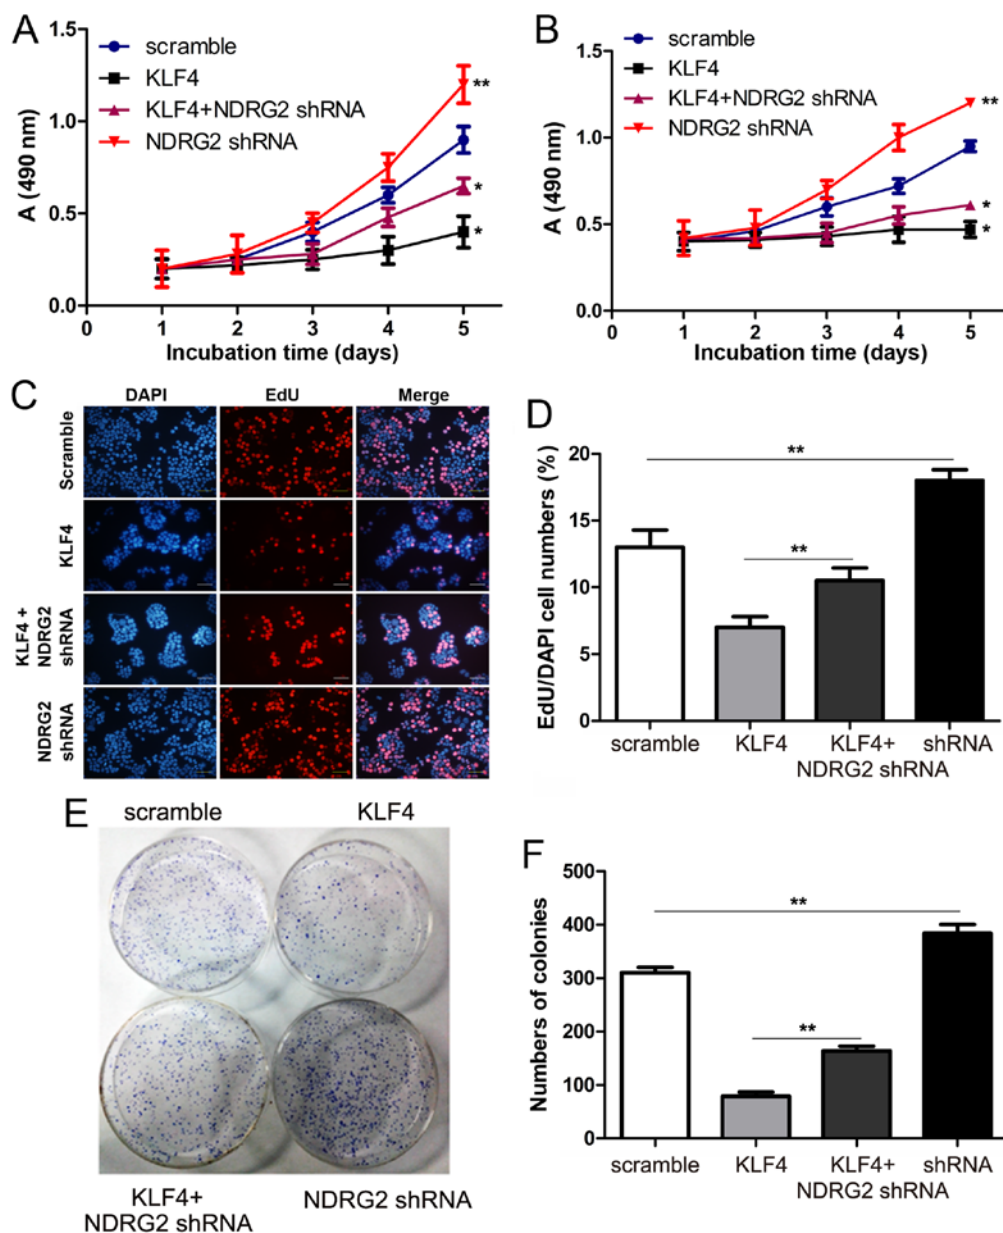 A
1.5
1.0
0.5
0.0
A (490 nm)
scramble
KLF4
KLF4+NDRG2 shRNA
NDRG2 shRNA
**
*
*
0 1 2 3 4 5
Incubation time (days)
B
1.5
1.0
0.5
0.0
A (490 nm)
scramble
KLF4
KLF4+NDRG2 shRNA
NDRG2 shRNA
**
*
*
0 1 2 3 4 5
Incubation time (days)
C
DAPI EdU Merge
Scramble
KLF4
KLF4 +
NDRG2
shRNA
NDRG2
shRNA
D
EdU/DAPI cell numbers (%)
20
15
10
5
0
**
**
scramble KLF4 KLF4+ shRNA
NDRG2 shRNA
E
scramble KLF4
KLF4+
NDRG2 shRNA
NDRG2 shRNA
F
Numbers of colonies
500
400
300
200
100
0
**
**
scramble KLF4 KLF4+ shRNA
NDRG2 shRNA